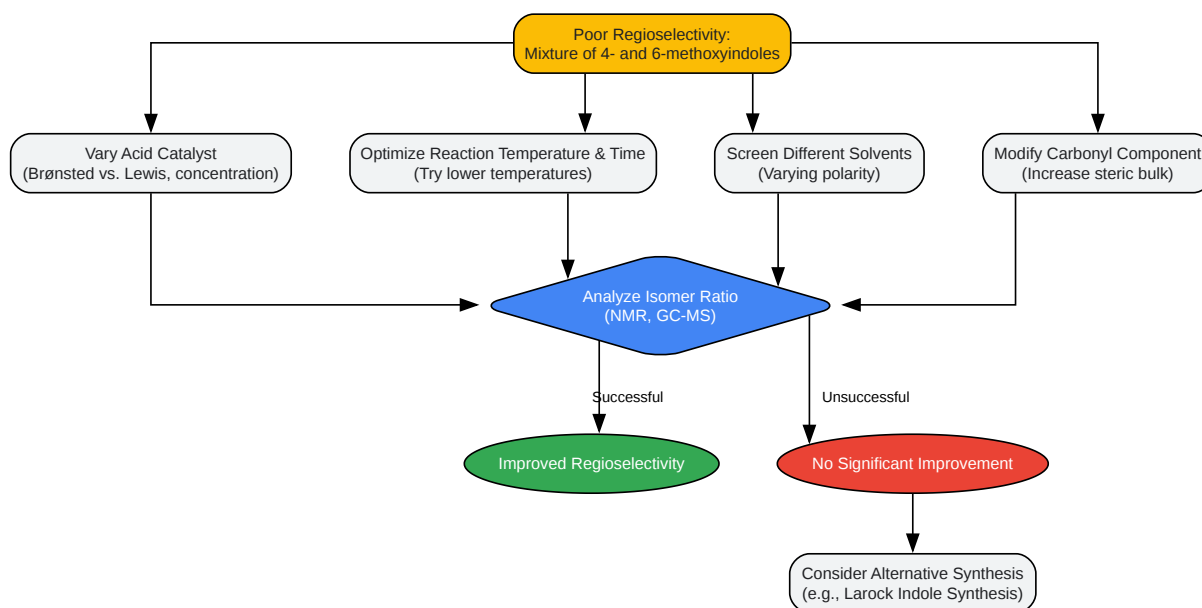 Poor Regioselectivity:
Mixture of 4- and 6-methoxyindoles
Vary Acid Catalyst
(Brønsted vs. Lewis, concentration)
Optimize Reaction Temperature & Time
(Try lower temperatures)
Screen Different Solvents
(Varying polarity)
Modify Carbonyl Component
(Increase steric bulk)
Analyze Isomer Ratio
(NMR, GC-MS)
Successful
Unsuccessful
Improved Regioselectivity
No Significant Improvement
Consider Alternative Synthesis
(e.g., Larock Indole Synthesis)